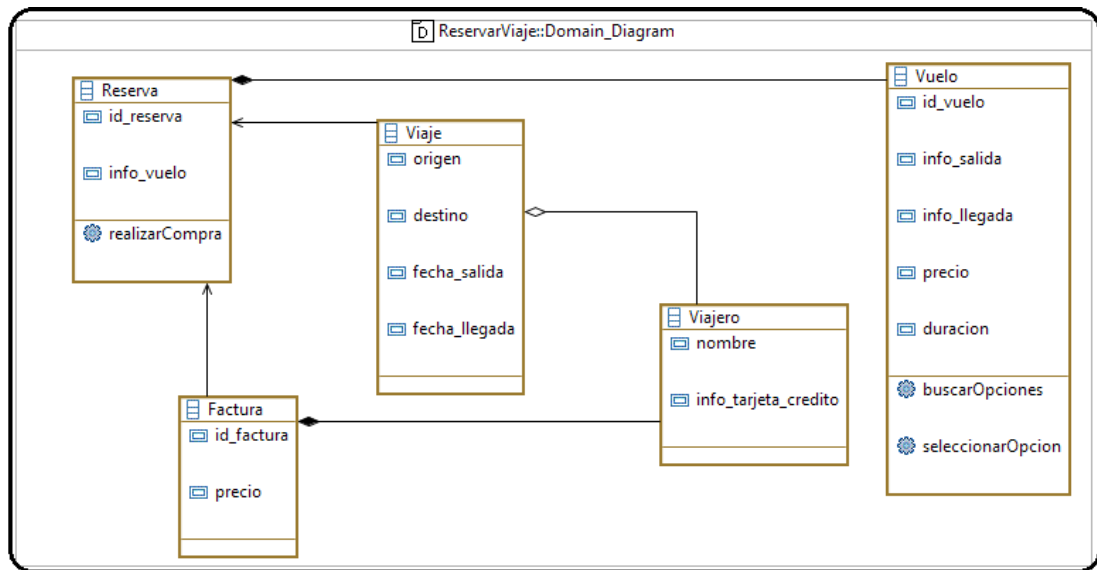 D ReservarViaje::Domain_Diagram
Reserva
id_reserva
info_vuelo
realizarCompra
Viaje
origen
destino
fecha_salida
fecha_llegada
Vuelo
id_vuelo
info_salida
info_llegada
precio
duracion
buscarOpciones
seleccionarOpcion
Viajero
nombre
info_tarjeta_credito
Factura
id_factura
precio